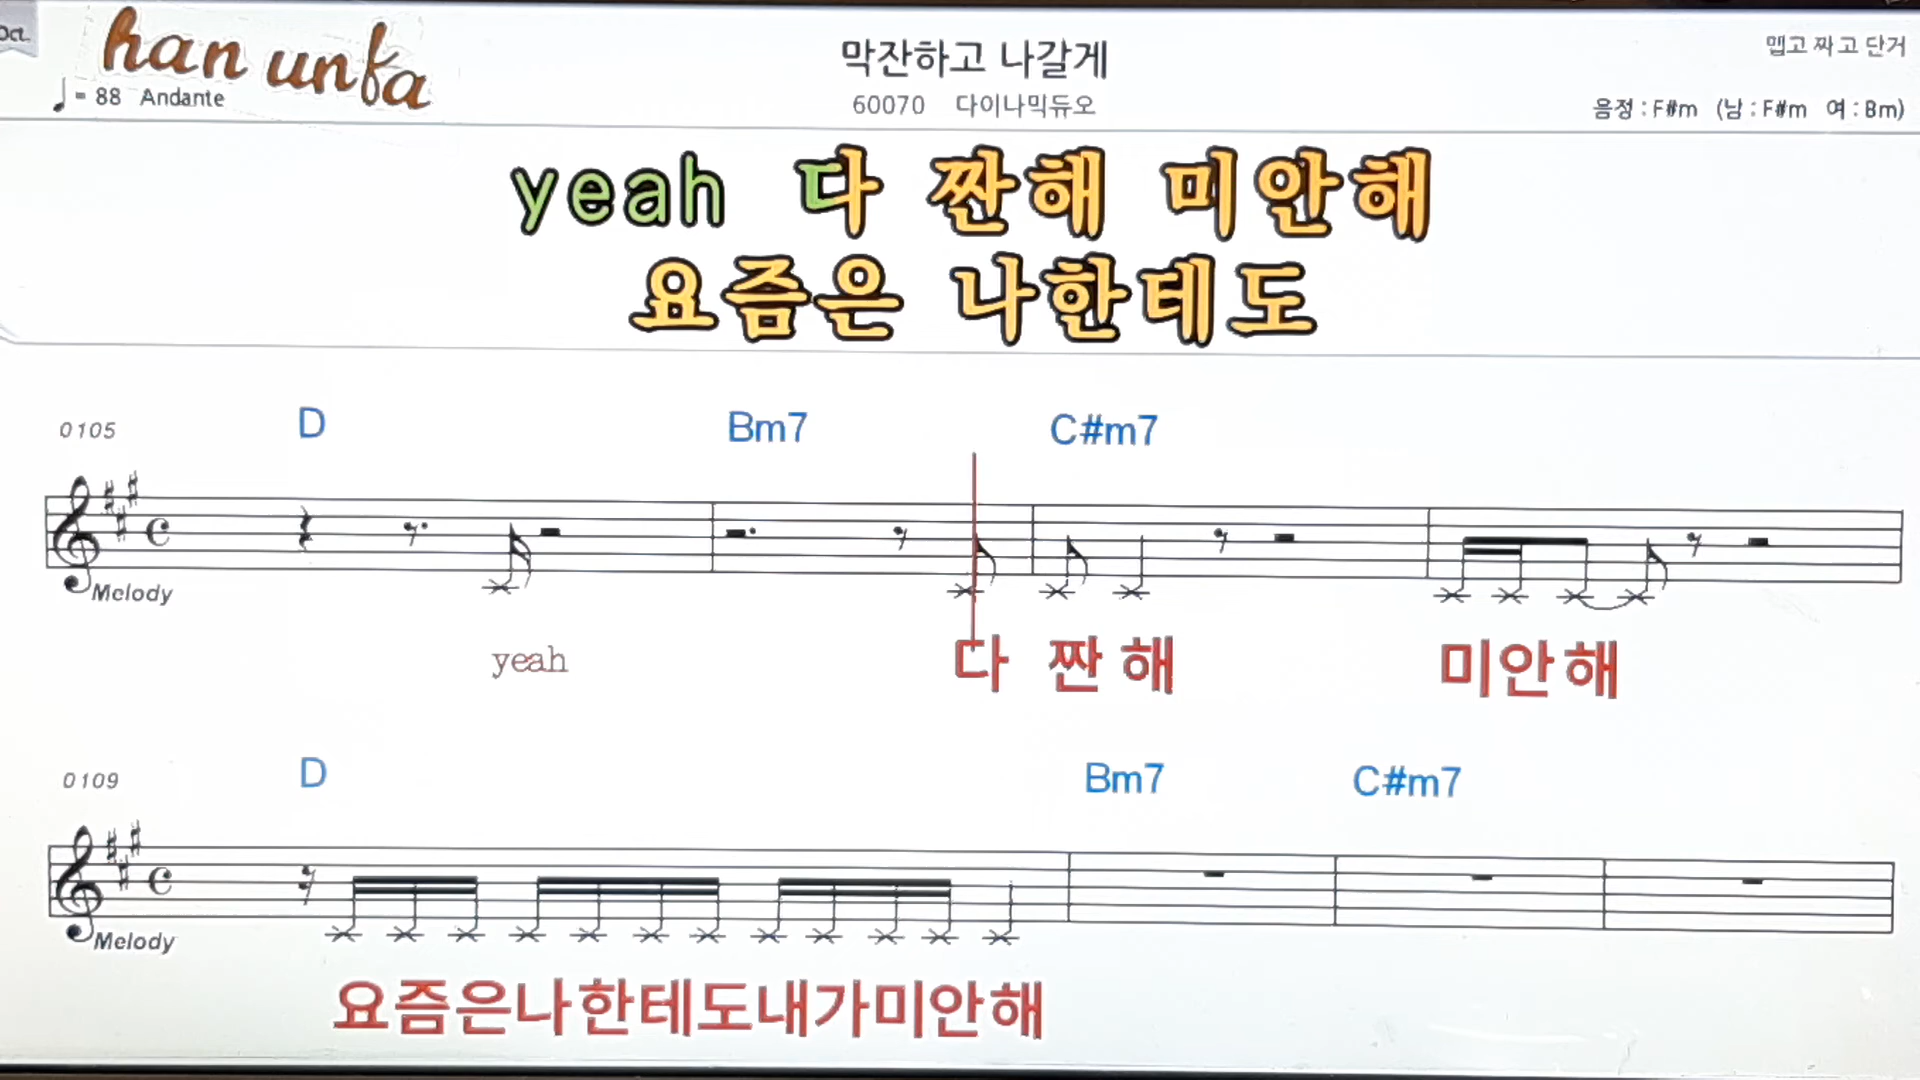 Oct.
han unfa
♩= 88 Andante
막잔하고 나갈게
60070 다이나믹듀오
맵고 짜고 단거
음정 : F#m (남 : F#m 여 : Bm)
yeah 다 짠해 미안해
요즘은 나한테도
0105 D Bm7 C#m7
Melody
yeah 다 짠 해 미안해
0109 D Bm7 C#m7
Melody
요즘은나한테도내가미안해